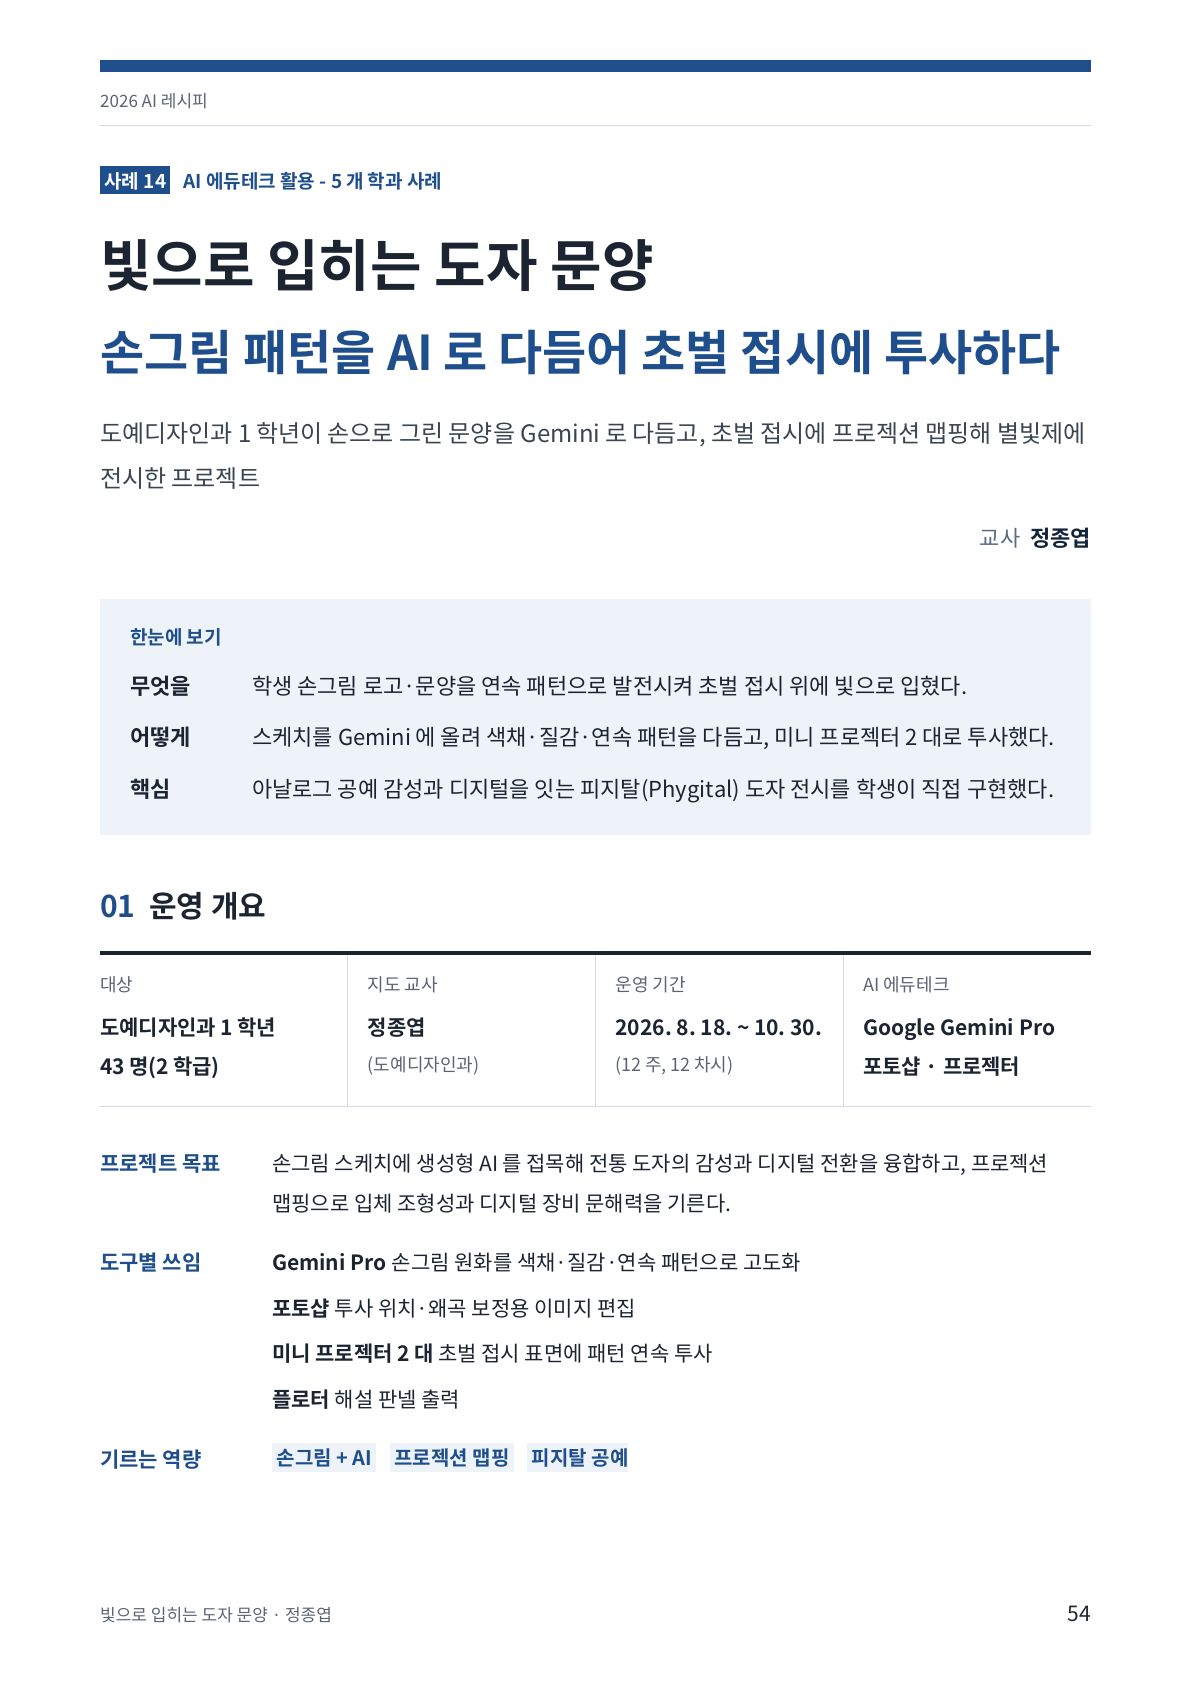 2026 AI 레시피
사례 14 AI 에듀테크 활용 - 5 개 학과 사례
빛으로 입히는 도자 문양
손그림 패턴을 AI 로 다듬어 초벌 접시에 투사하다
도예디자인과 1 학년이 손으로 그린 문양을 Gemini 로 다듬고, 초벌 접시에 프로젝션 맵핑해 별빛제에
전시한 프로젝트
교사 정종엽
한눈에 보기
무엇을 학생 손그림 로고·문양을 연속 패턴으로 발전시켜 초벌 접시 위에 빛으로 입혔다.
어떻게 스케치를 Gemini 에 올려 색채·질감·연속 패턴을 다듬고, 미니 프로젝터 2 대로 투사했다.
핵심 아날로그 공예 감성과 디지털을 잇는 피지탈(Phygital) 도자 전시를 학생이 직접 구현했다.
01 운영 개요
대상
도예디자인과 1 학년
43 명(2 학급)
지도 교사
정종엽
(도예디자인과)
운영 기간
2026. 8. 18. ~ 10. 30.
(12 주, 12 차시)
AI 에듀테크
Google Gemini Pro
포토샵 · 프로젝터
프로젝트 목표 손그림 스케치에 생성형 AI 를 접목해 전통 도자의 감성과 디지털 전환을 융합하고, 프로젝션
맵핑으로 입체 조형성과 디지털 장비 문해력을 기른다.
도구별 쓰임 Gemini Pro 손그림 원화를 색채·질감·연속 패턴으로 고도화
포토샵 투사 위치·왜곡 보정용 이미지 편집
미니 프로젝터 2 대 초벌 접시 표면에 패턴 연속 투사
플로터 해설 판넬 출력
기르는 역량 손그림 + AI 프로젝션 맵핑 피지탈 공예
빛으로 입히는 도자 문양 · 정종엽
54